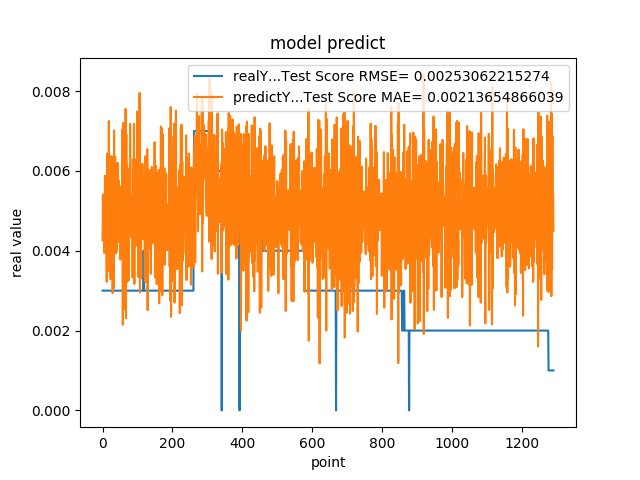 model predict
realY...Test Score RMSE= 0.00253062215274
predictY...Test Score MAE= 0.00213654866039
0.008
0.006
0.004
0.002
0.000
real value
0 200 400 600 800 1000 1200
point